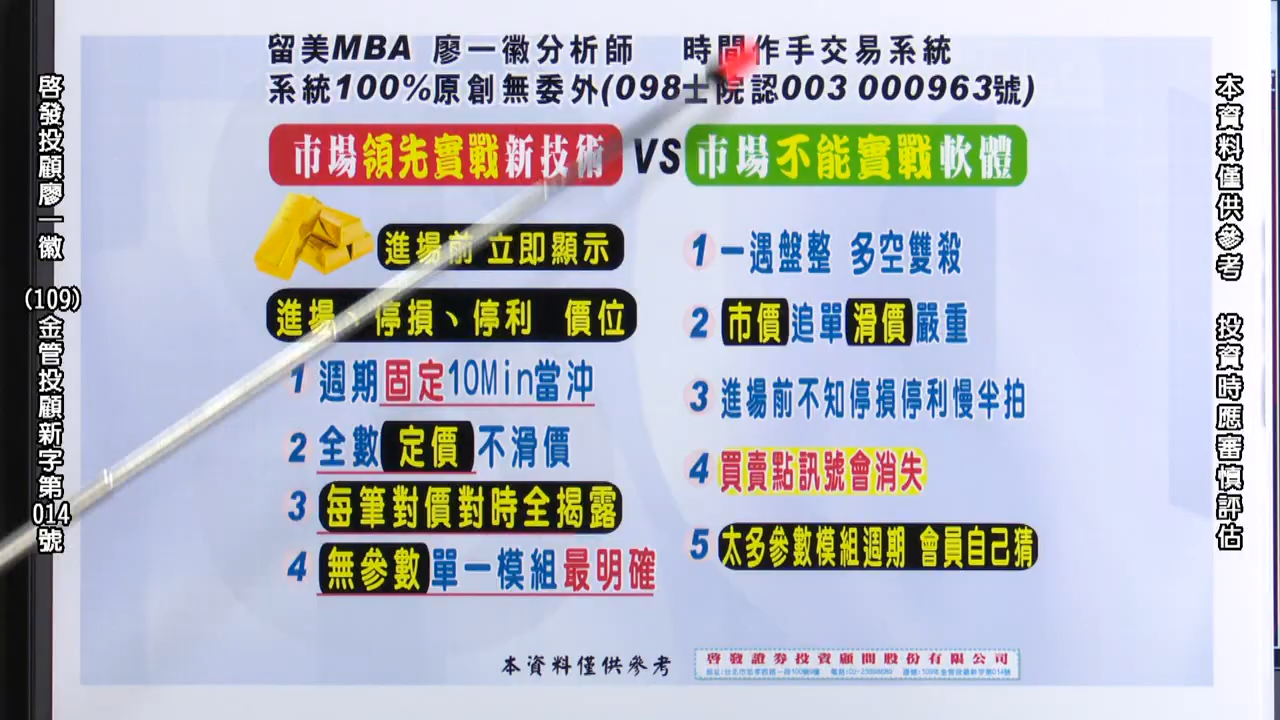 留美MBA 廖一徽分析師 時間作手交易系統
系統100%原創無委外(098士院認003 000963號)
市場領先實戰新技術 VS 市場不能實戰軟體
進場前 立即顯示
進場、停損、停利 價位
1 週期固定10Min當沖
2 全數定價不滑價
3 每筆對價對時全揭露
4 無參數單一模組最明確
1 一遇盤整 多空雙殺
2 市價追單滑價嚴重
3 進場前不知停損停利慢半拍
4 買賣點訊號會消失
5 太多參數模組週期 會員自己猜
本資料僅供參考
啓發證券投資顧問股份有限公司
啓發投顧廖一徽 (109)金管投顧新字第014號
本資料僅供參考 投資時應審慎評估